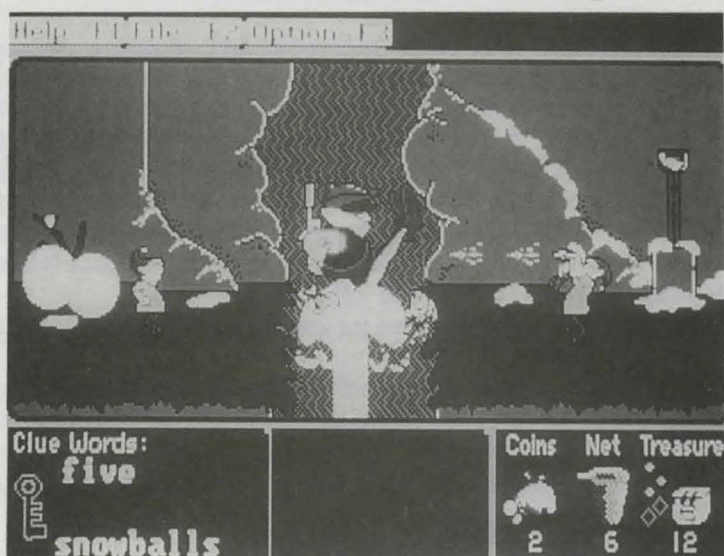 Help F1 File F2 Option F3
Clue Words:
five
snowballs
Coins Net Treasure
2 6 12